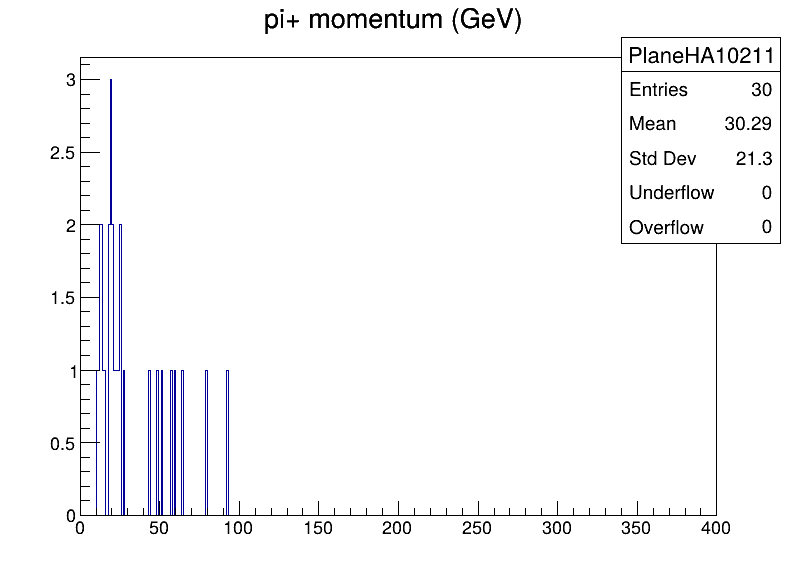 pi+ momentum (GeV)
PlaneHA10211
Entries 30
Mean 30.29
Std Dev 21.3
Underflow 0
Overflow 0
3
2.5
2
1.5
1
0.5
0
0 50 100 150 200 250 300 350 400